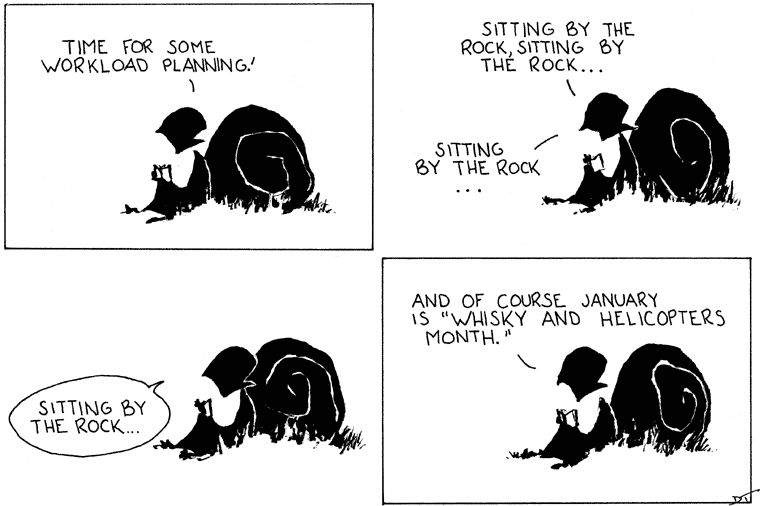 TIME FOR SOME
WORKLOAD PLANNING!
SITTING BY THE
ROCK, SITTING BY
THE ROCK...
SITTING
BY THE ROCK
...
SITTING BY
THE ROCK...
AND OF COURSE JANUARY
IS "WHISKY AND HELICOPTERS
MONTH."